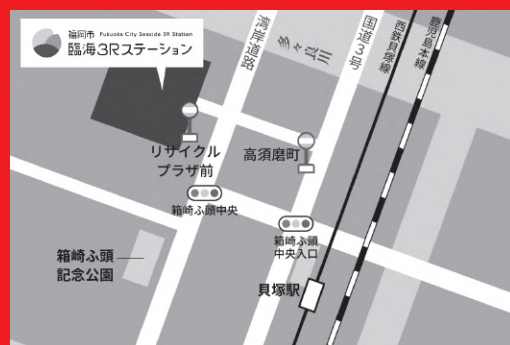 福岡市 Fukuoka City Seaside 3R Station
臨海3Rステーション
湾岸道路
多々良川
国道3号
西鉄貝塚線
鹿児島本線
リサイクル
プラザ前
高須磨町
箱崎ふ頭中央
箱崎ふ頭
中央入口
箱崎ふ頭
記念公園
貝塚駅